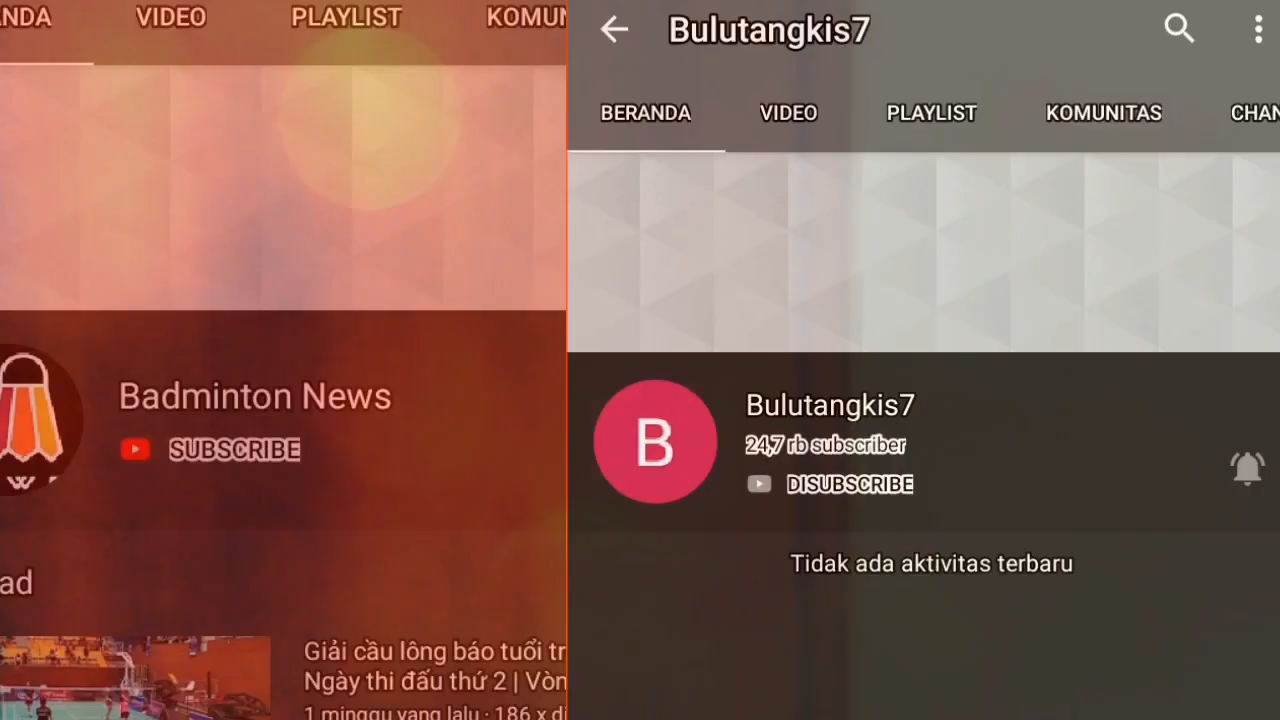 NDA VIDEO PLAYLIST KOMUN
Badminton News
SUBSCRIBE
ad
Giải cầu lông báo tuổi tr
Ngày thi đấu thứ 2 | Vòn
1 minggu yang lalu · 186 x di
Bulutangkis7
BERANDA VIDEO PLAYLIST KOMUNITAS CHAN
B
Bulutangkis7
24,7 rb subscriber
DISUBSCRIBE
Tidak ada aktivitas terbaru